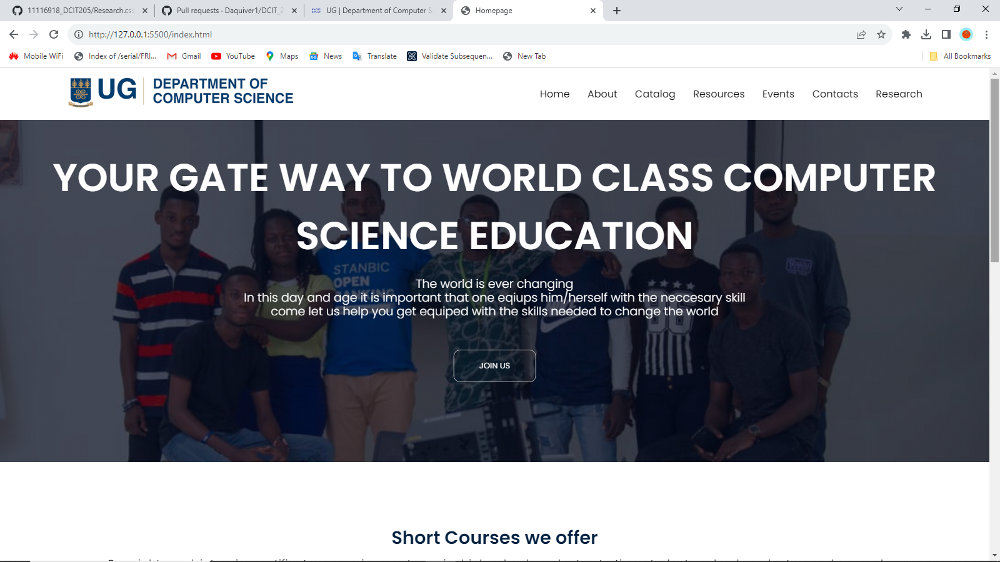 11116918_DCIT205/Research.css
Pull requests · Daquiver1/DCIT_2
UG | Department of Computer S
Homepage
http://127.0.0.1:5500/index.html
Mobile WiFi
Index of /serial/FRI...
Gmail
YouTube
Maps
News
Translate
Validate Subsequen...
New Tab
All Bookmarks
UG
DEPARTMENT OF
COMPUTER SCIENCE
Home
About
Catalog
Resources
Events
Contacts
Research
YOUR GATE WAY TO WORLD CLASS COMPUTER
SCIENCE EDUCATION
STANBIC
OPEN
The world is ever changing
In this day and age it is important that one eqiups him/herself with the neccesary skill
come let us help you get equiped with the skills needed to change the world
JOIN US
Short Courses we offer